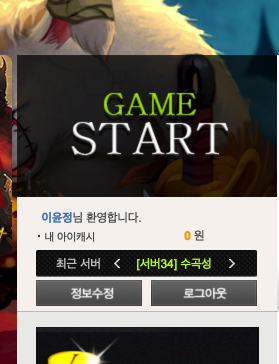 GAME
START
이윤정님 환영합니다.
· 내 아이캐시 0 원
최근 서버 < [서버34] 수곡성 >
정보수정 로그아웃